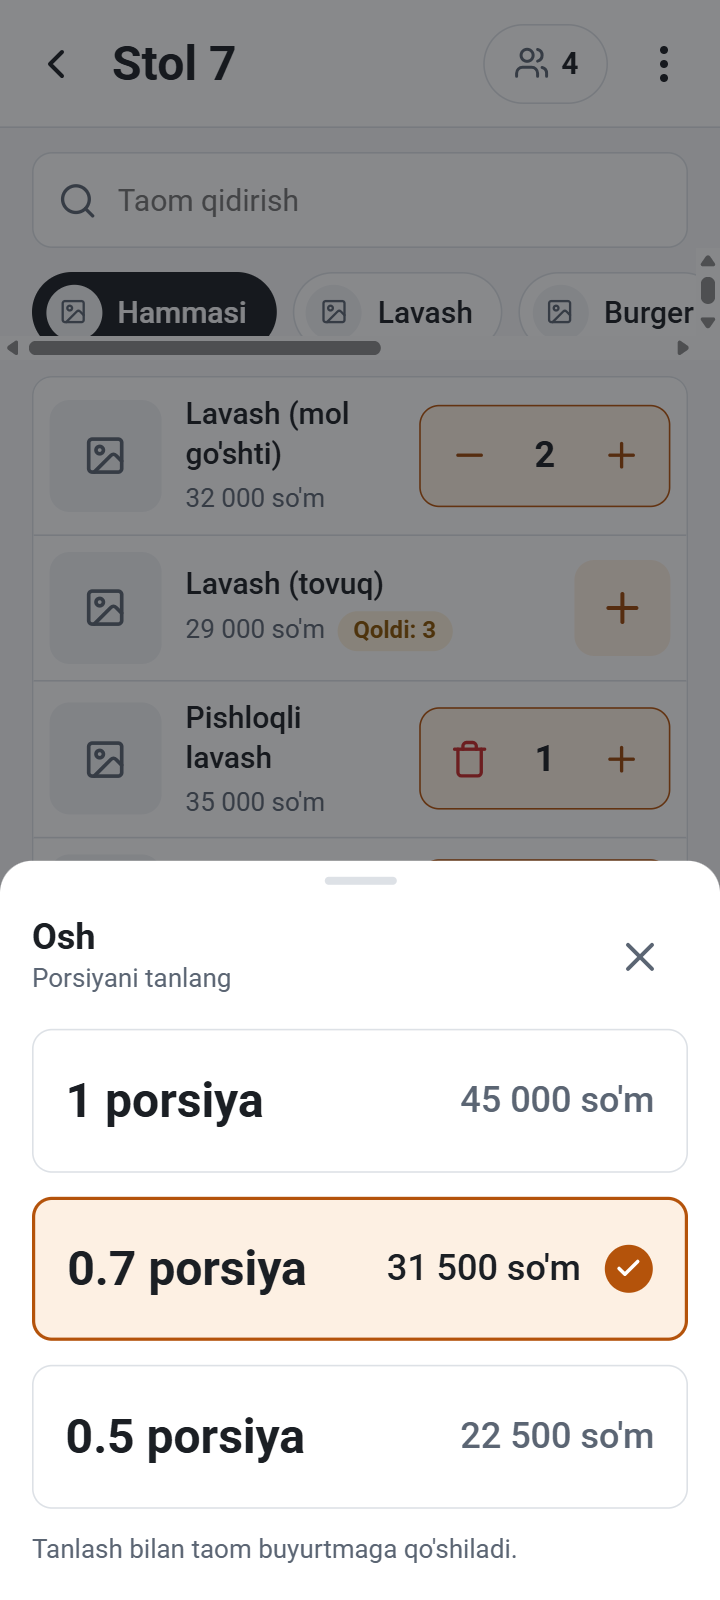 Stol 7
4
Taom qidirish
Hammasi
Lavash
Burger
Lavash (mol
go'shti)
32 000 so'm
2
Lavash (tovuq)
29 000 so'm
Qoldi: 3
Pishloqli
lavash
35 000 so'm
1
Osh
Porsiyani tanlang
1 porsiya
45 000 so'm
0.7 porsiya
31 500 so'm
0.5 porsiya
22 500 so'm
Tanlash bilan taom buyurtmaga qo'shiladi.